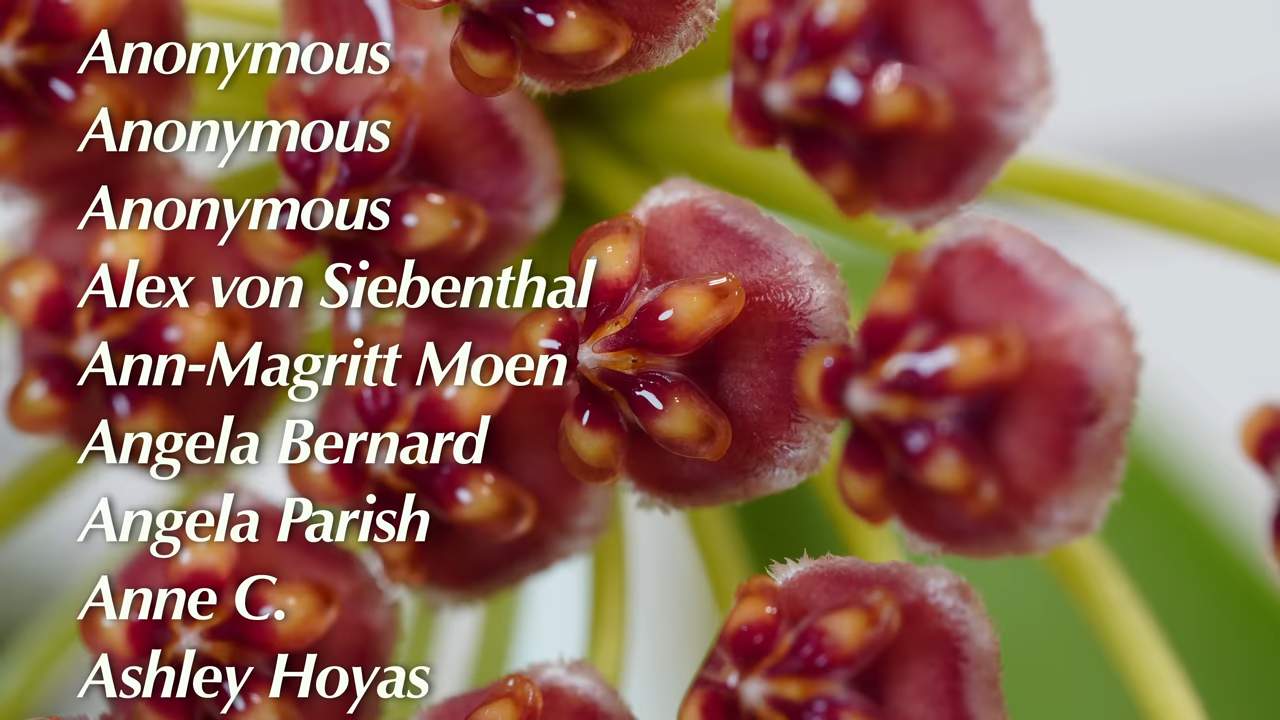 Anonymous
Anonymous
Anonymous
Alex von Siebenthal
Ann-Magritt Moen
Angela Bernard
Angela Parish
Anne C.
Ashley Hoyas